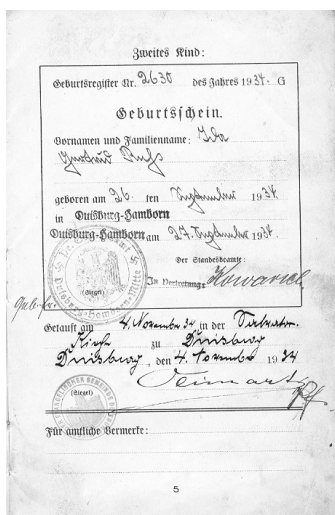 Zweites Kind:
Geburtsregister Nr. 2630 des Jahres 1934. G
Geburtsschein.
Vornamen und Familienname: Ida
Gertrud
geboren am 26. ten September 1934
in Duisburg-Hamborn
Duisburg-Hamborn am 27. September 1934.
Der Standesbeamte:
In Vertretung: Kowarick
(Siegel)
Getauft am 4. November 34 in der
Kirche zu Duisburg
Duisburg, den 4. November 1934
(Siegel)
Für amtliche Vermerke:
5